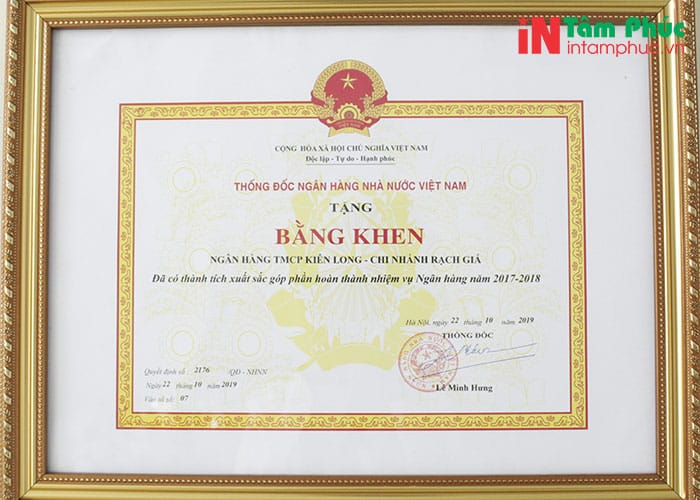 iN Tâm Phúc
intamphuc.vn
CỘNG HÒA XÃ HỘI CHỦ NGHĨA VIỆT NAM
Độc lập - Tự do - Hạnh phúc
THỐNG ĐỐC NGÂN HÀNG NHÀ NƯỚC VIỆT NAM
TẶNG
BẰNG KHEN
NGÂN HÀNG TMCP KIÊN LONG - CHI NHÁNH RẠCH GIÁ
Đã có thành tích xuất sắc góp phần hoàn thành nhiệm vụ Ngân hàng năm 2017-2018
Hà Nội, ngày 22 tháng 10 năm 2019
THỐNG ĐỐC
Lê Minh Hưng
Quyết định số 2176 /QĐ - NHNN
Ngày 22 tháng 10 năm 2019
Vào sổ số: 07